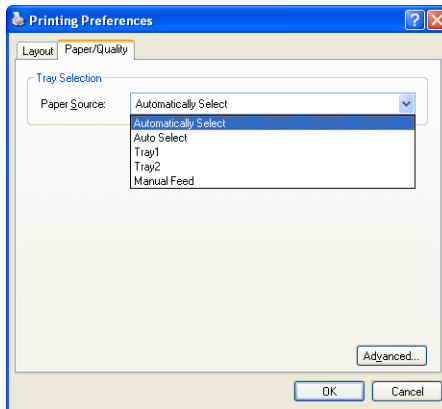 Printing Preferences
Layout Paper/Quality
Tray Selection
Paper Source: Automatically Select
Automatically Select
Auto Select
Tray1
Tray2
Manual Feed
Advanced...
OK Cancel